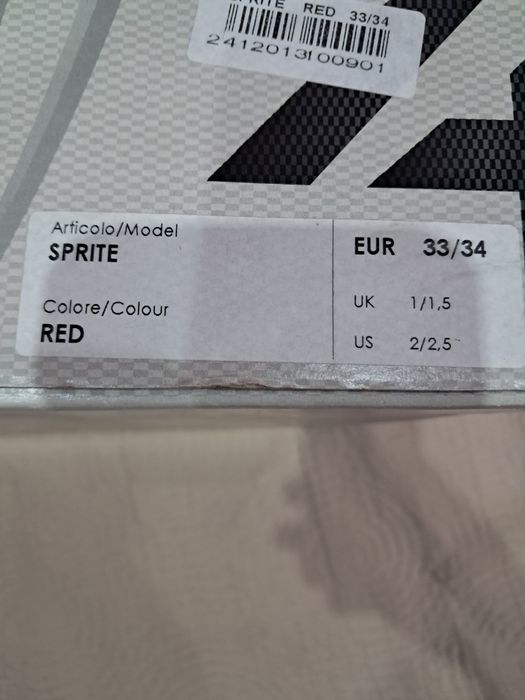 RITE RED 33/34
2412013100901
Articolo/Model
SPRITE
Colore/Colour
RED
EUR 33/34
UK 1/1,5
US 2/2,5